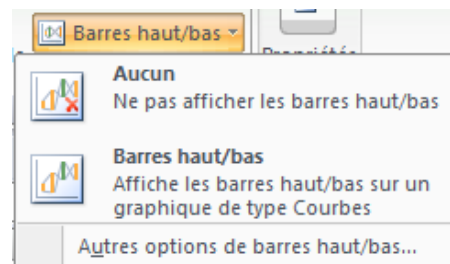 Barres haut/bas
Propriétés
Aucun
Ne pas afficher les barres haut/bas
Barres haut/bas
Affiche les barres haut/bas sur un
graphique de type Courbes
Autres options de barres haut/bas...